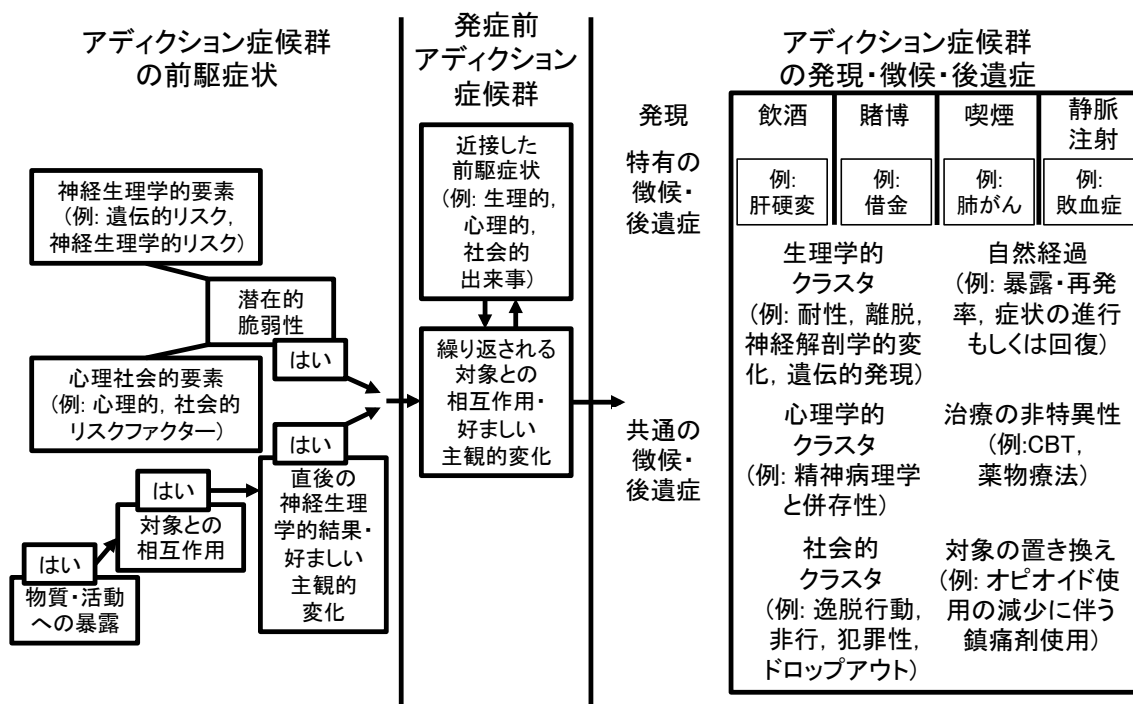 アディクション症候群
の前駆症状
神経生理学的要素
(例: 遺伝的リスク,
神経生理学的リスク)
潜在的
脆弱性
はい
心理社会的要素
(例: 心理的, 社会的
リスクファクター)
はい
直後の
神経生理
学的結果・
好ましい
主観的
変化
はい
対象との
相互作用
はい
物質・活動
への暴露
発症前
アディクション
症候群
近接した
前駆症状
(例: 生理的,
心理的,
社会的
出来事)
繰り返される
対象との
相互作用・
好ましい
主観的変化
アディクション症候群
の発現・徴候・後遺症
発現
飲酒
賭博
喫煙
静脈
注射
特有の
徴候・
後遺症
例:
肝硬変
例:
借金
例:
肺がん
例:
敗血症
共通の
徴候・
後遺症
生理学的
クラスタ
(例: 耐性, 離脱,
神経解剖学的変
化, 遺伝的発現)
自然経過
(例: 暴露・再発
率, 症状の進行
もしくは回復)
心理学的
クラスタ
(例: 精神病理学
と併存性)
治療の非特異性
(例:CBT,
薬物療法)
社会的
クラスタ
(例: 逸脱行動,
非行, 犯罪性,
ドロップアウト)
対象の置き換え
(例: オピオイド使
用の減少に伴う
鎮痛剤使用)